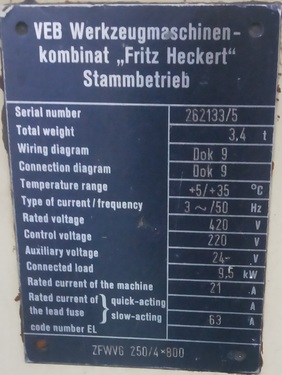 VEB Werkzeugmaschinen-
kombinat „Fritz Heckert"
Stammbetrieb
Serial number 262133/5
Total weight 3,4 t
Wiring diagram Dok 9
Connection diagram Dok 9
Temperature range +5/+35 °C
Type of current/frequency 3~/50 Hz
Rated voltage 420 V
Control voltage 220 V
Auxiliary voltage 24- V
Connected load 9,5 kW
Rated current of the machine 21 A
Rated current of } quick-acting A
the lead fuse slow-acting 63 A
code number EL
ZFWVG 250/4×800